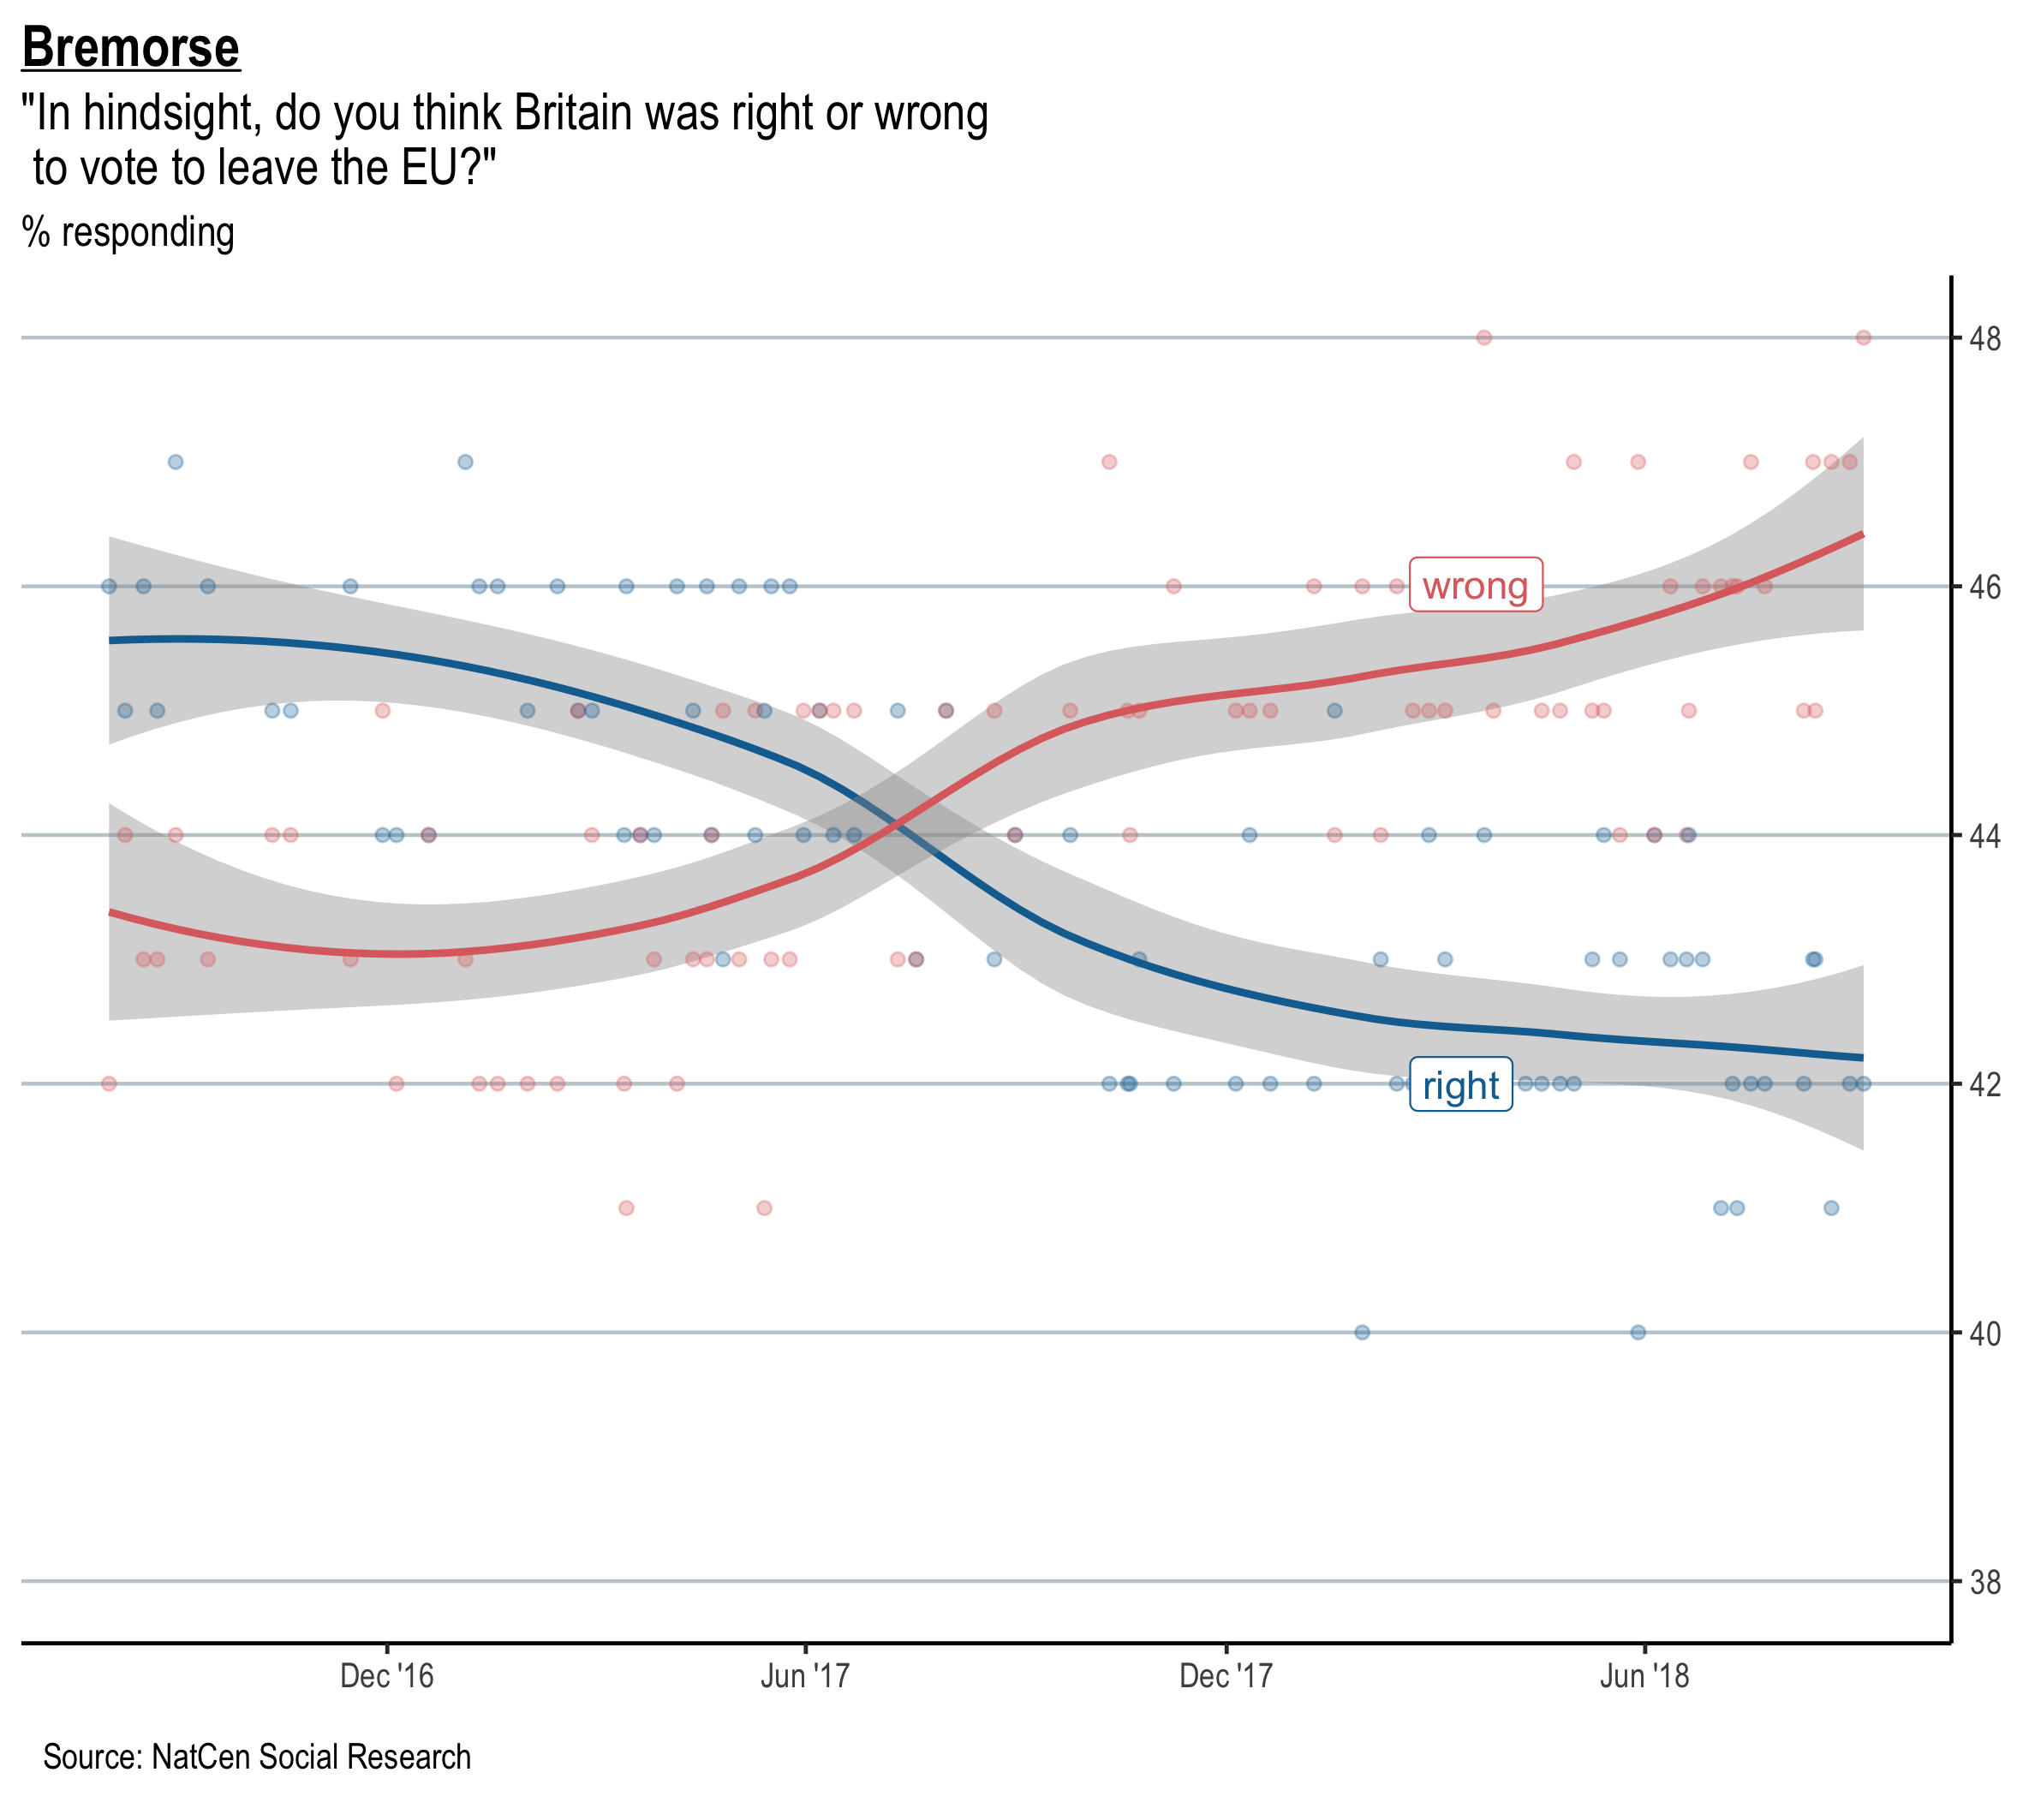 Bremorse
"In hindsight, do you think Britain was right or wrong
to vote to leave the EU?"
% responding
48
wrong
46
44
right
42
40
38
Dec '16 Jun '17 Dec '17 Jun '18
Source: NatCen Social Research